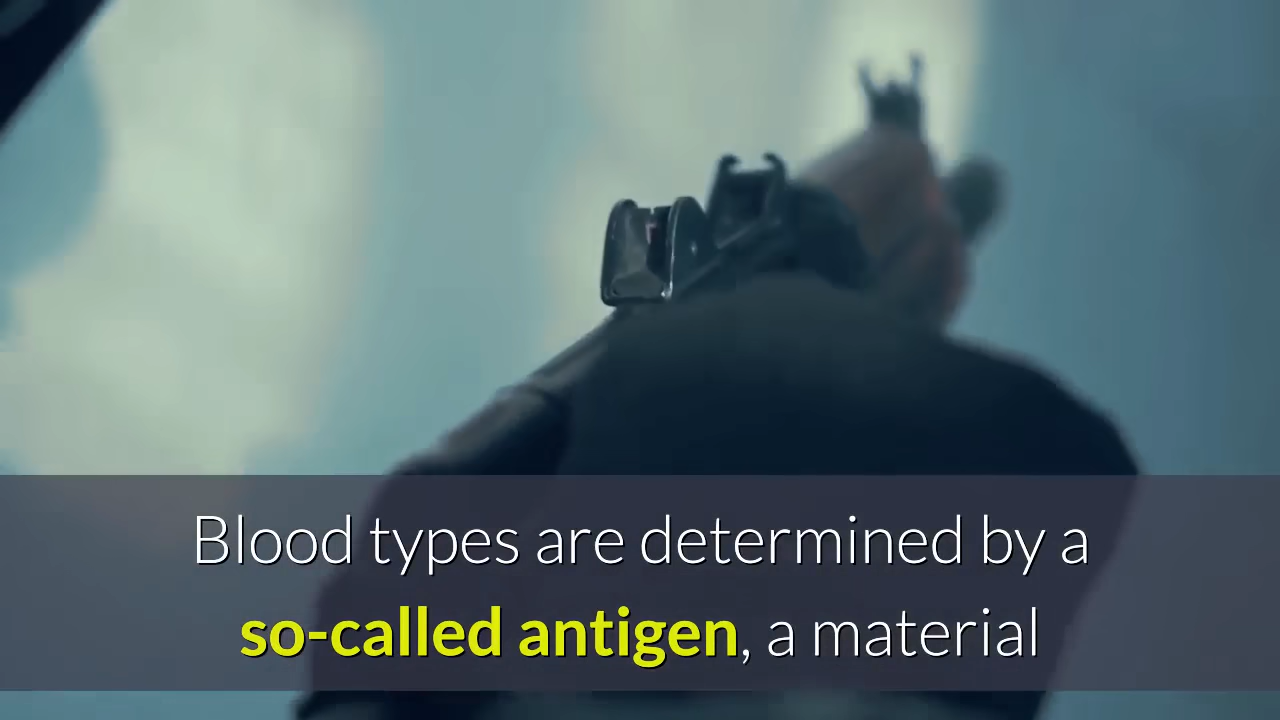 Blood types are determined by a
so-called antigen, a material